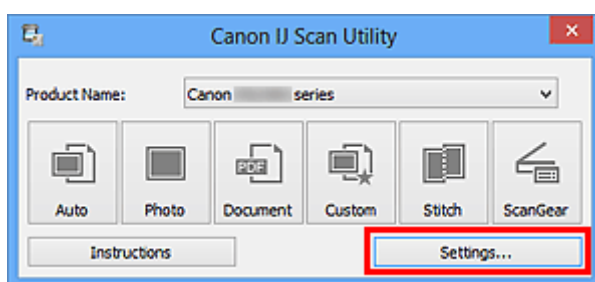 Canon IJ Scan Utility
Product Name: Canon series
PDF
Auto Photo Document Custom Stitch ScanGear
Instructions Settings...